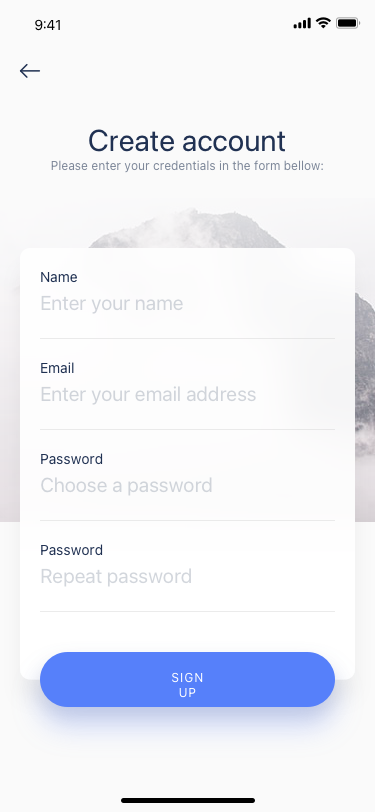 9:41
Create account
Please enter your credentials in the form bellow:
Name
Enter your name
Email
Enter your email address
Password
Choose a password
Password
Repeat password
SIGN
UP